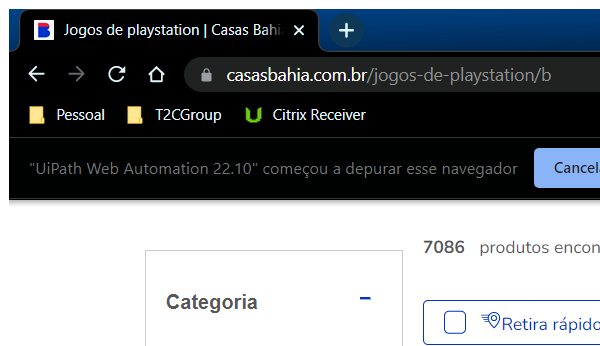 Jogos de playstation | Casas Bahi
casasbahia.com.br/jogos-de-playstation/b
Pessoal T2CGroup Citrix Receiver
"UiPath Web Automation 22.10" começou a depurar esse navegador Cancela
7086 produtos encon
Categoria
Retira rápido